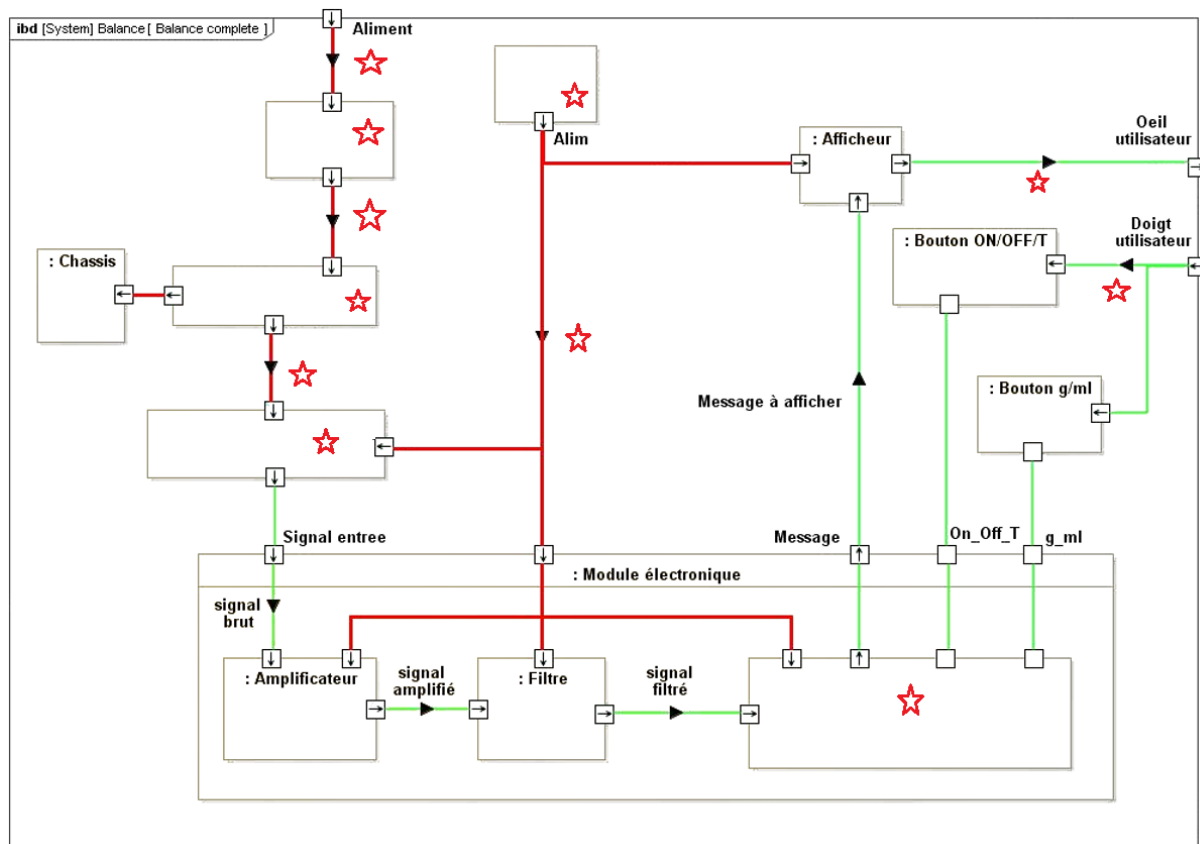 ibd [System] Balance [ Balance complete ]
Aliment
Alim
: Afficheur
Oeil
utilisateur
Doigt
utilisateur
: Bouton ON/OFF/T
: Chassis
: Bouton g/ml
Message à afficher
Signal entree
Message
On_Off_T
g_ml
: Module électronique
signal
brut
: Amplificateur
signal
amplifié
: Filtre
signal
filtré